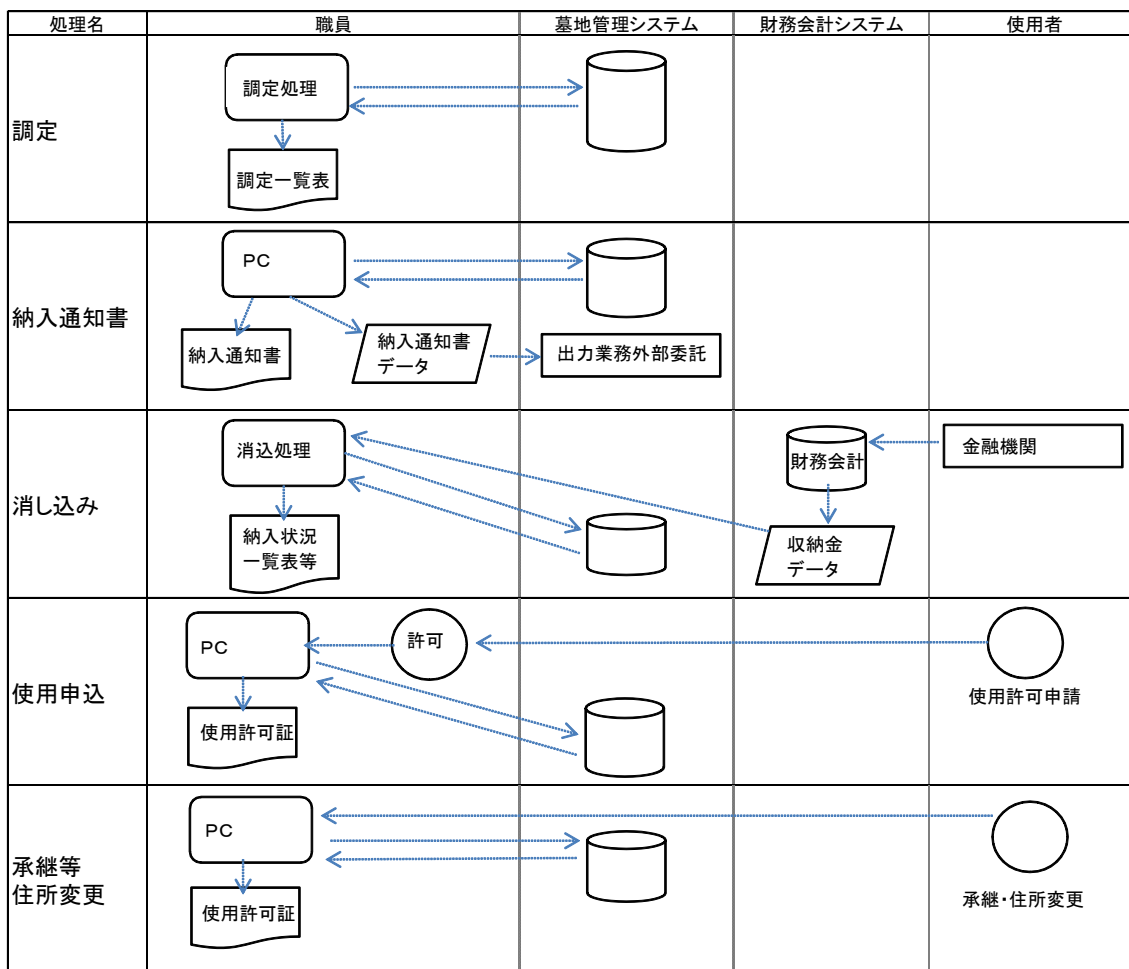 処理名
職員
墓地管理システム
財務会計システム
使用者
調定
調定処理
調定一覧表
納入通知書
PC
納入通知書
納入通知書
データ
出力業務外部委託
消し込み
消込処理
納入状況
一覧表等
財務会計
収納金
データ
金融機関
使用申込
PC
許可
使用許可証
使用許可申請
承継等
住所変更
PC
使用許可証
承継・住所変更